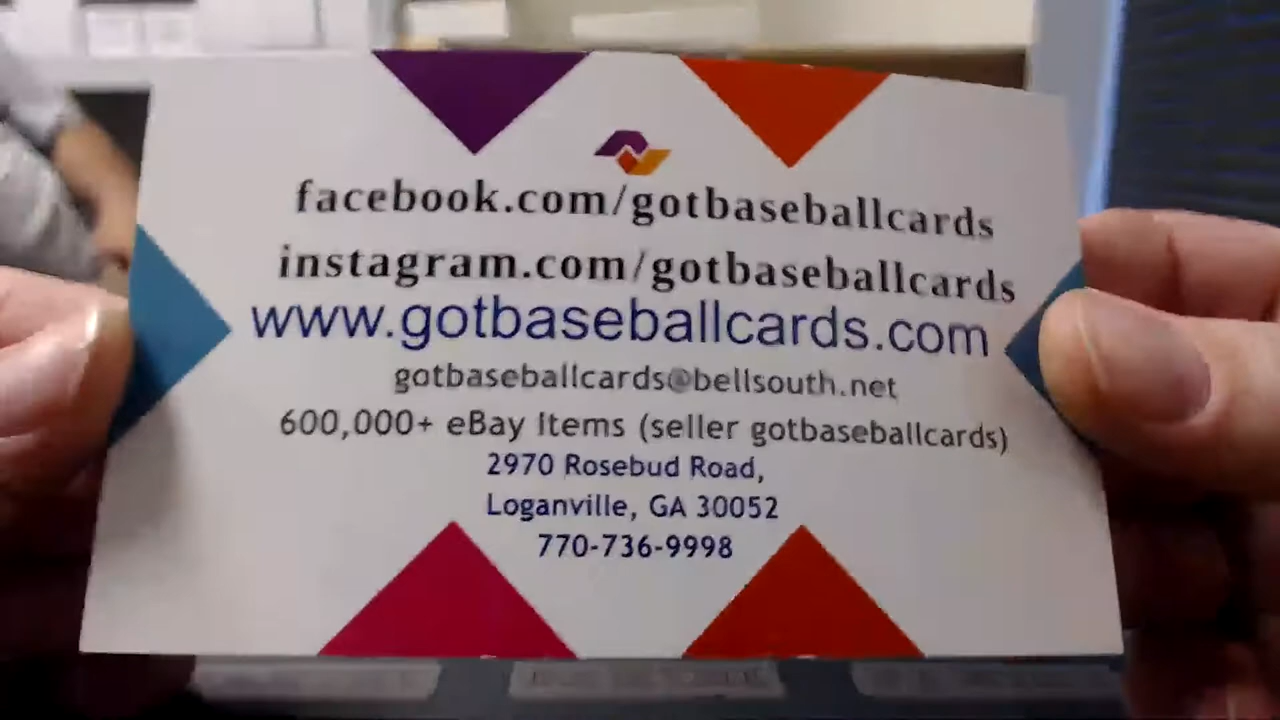 facebook.com/gotbaseballcards
instagram.com/gotbaseballcards
www.gotbaseballcards.com
gotbaseballcards@bellsouth.net
600,000+ eBay Items (seller gotbaseballcards)
2970 Rosebud Road,
Loganville, GA 30052
770-736-9998